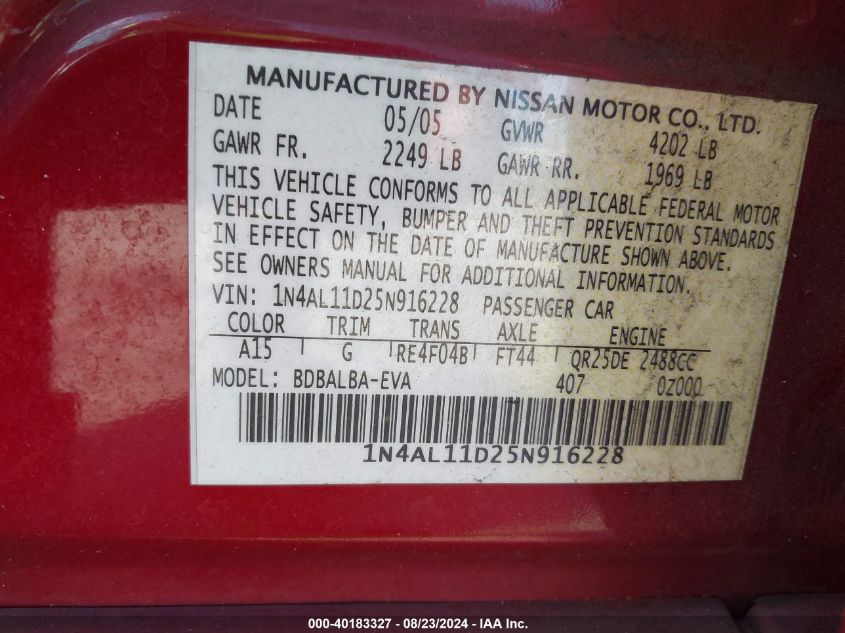 MANUFACTURED BY NISSAN MOTOR CO., LTD.
DATE 05/05 GVWR 4202 LB
GAWR FR. 2249 LB GAWR RR. 1969 LB
THIS VEHICLE CONFORMS TO ALL APPLICABLE FEDERAL MOTOR
VEHICLE SAFETY, BUMPER AND THEFT PREVENTION STANDARDS
IN EFFECT ON THE DATE OF MANUFACTURE SHOWN ABOVE.
SEE OWNERS MANUAL FOR ADDITIONAL INFORMATION.
VIN: 1N4AL11D25N916228 PASSENGER CAR
COLOR TRIM TRANS AXLE ENGINE
A15 G RE4F04B FT44 QR25DE 2488CC
MODEL: BDBALBA-EVA 407 0Z000
1N4AL11D25N916228
000-40183327 - 08/23/2024 - IAA Inc.